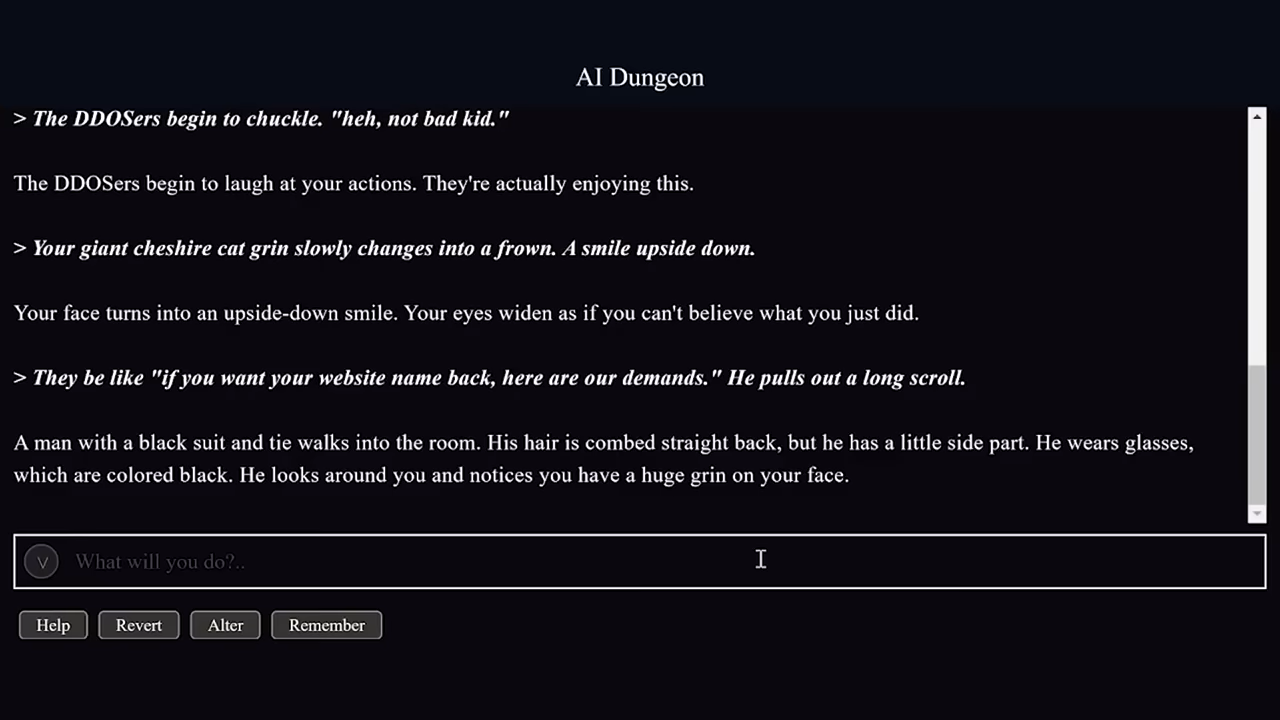 AI Dungeon
> The DDOSers begin to chuckle. "heh, not bad kid."
The DDOSers begin to laugh at your actions. They're actually enjoying this.
> Your giant cheshire cat grin slowly changes into a frown. A smile upside down.
Your face turns into an upside-down smile. Your eyes widen as if you can't believe what you just did.
> They be like "if you want your website name back, here are our demands." He pulls out a long scroll.
A man with a black suit and tie walks into the room. His hair is combed straight back, but he has a little side part. He wears glasses,
which are colored black. He looks around you and notices you have a huge grin on your face.
V What will you do?..
Help Revert Alter Remember